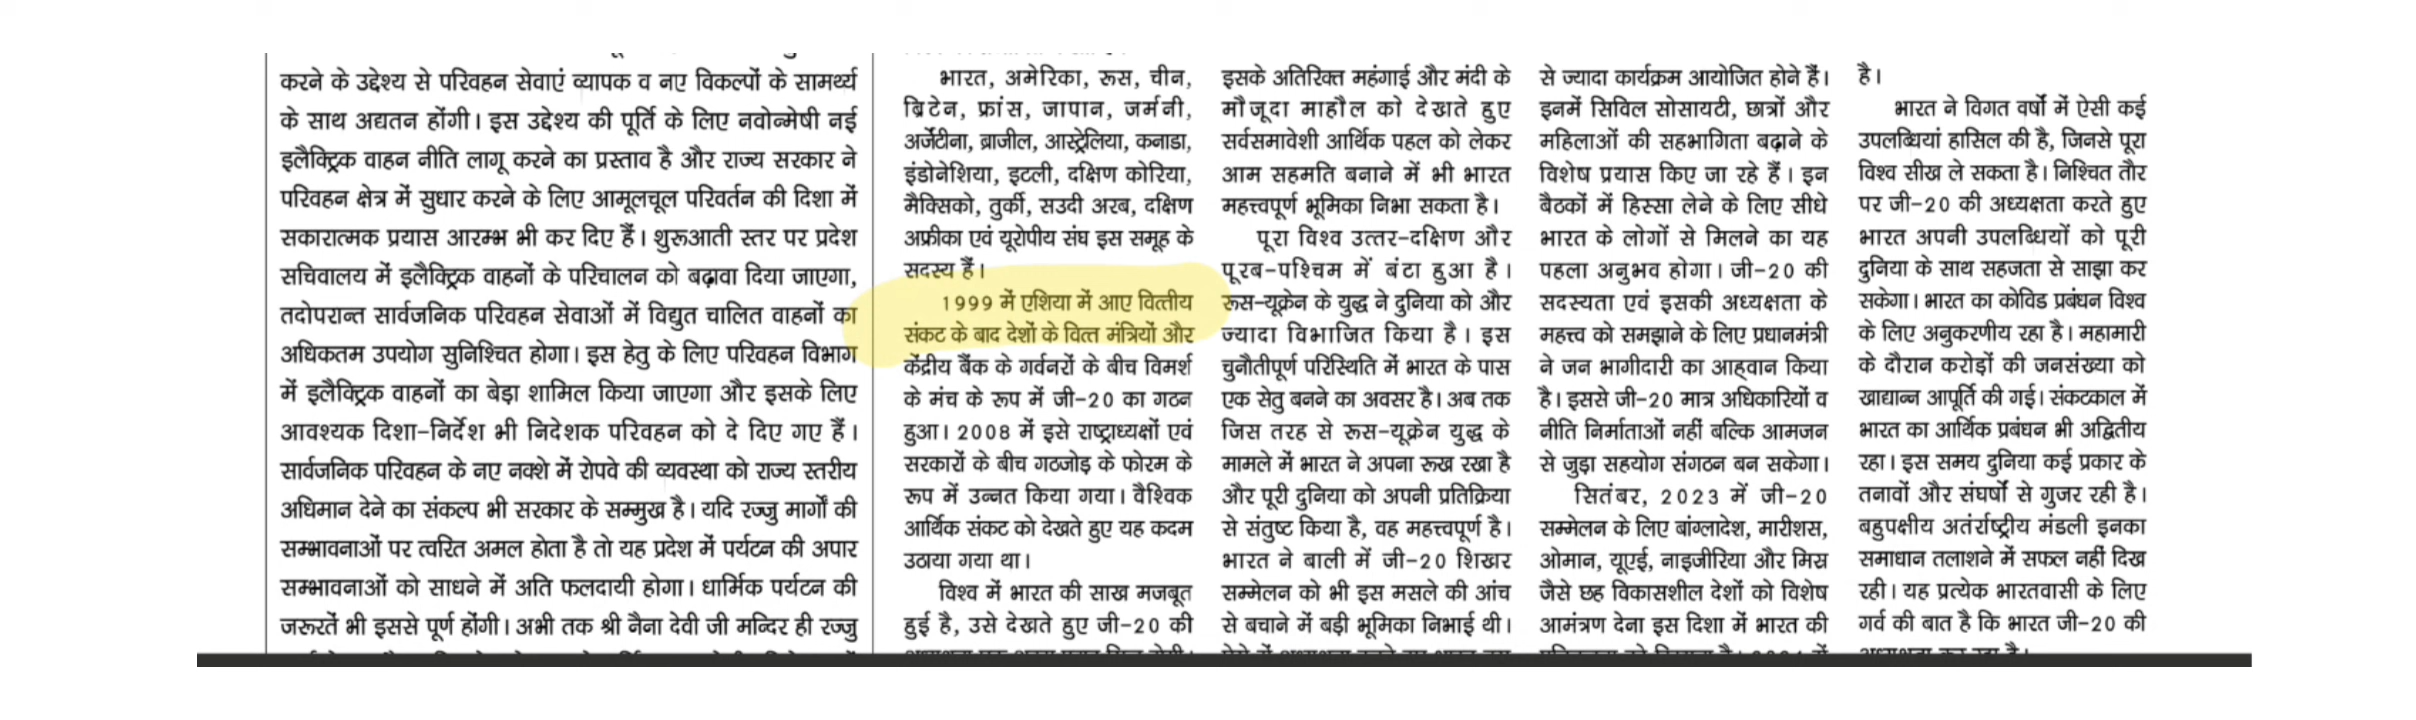 करने के उद्देश्य से परिवहन सेवाएं व्यापक व नए विकल्पों के सामर्थ्य
के साथ अद्यतन होंगी। इस उद्देश्य की पूर्ति के लिए नवोन्मेषी नई
इलैक्ट्रिक वाहन नीति लागू करने का प्रस्ताव है और राज्य सरकार ने
परिवहन क्षेत्र में सुधार करने के लिए आमूलचूल परिवर्तन की दिशा में
सकारात्मक प्रयास आरम्भ भी कर दिए हैं। शुरूआती स्तर पर प्रदेश
सचिवालय में इलैक्ट्रिक वाहनों के परिचालन को बढ़ावा दिया जाएगा,
तदोपरान्त सार्वजनिक परिवहन सेवाओं में विद्युत चालित वाहनों का
अधिकतम उपयोग सुनिश्चित होगा। इस हेतु के लिए परिवहन विभाग
में इलैक्ट्रिक वाहनों का बेड़ा शामिल किया जाएगा और इसके लिए
आवश्यक दिशा-निर्देश भी निदेशक परिवहन को दे दिए गए हैं।
सार्वजनिक परिवहन के नए नक्शे में रोपवे की व्यवस्था को राज्य स्तरीय
अधिमान देने का संकल्प भी सरकार के सम्मुख है। यदि रज्जु मार्गों की
सम्भावनाओं पर त्वरित अमल होता है तो यह प्रदेश में पर्यटन की अपार
सम्भावनाओं को साधने में अति फलदायी होगा। धार्मिक पर्यटन की
जरूरतें भी इससे पूर्ण होंगी। अभी तक श्री नैना देवी जी मन्दिर ही रज्जु
भारत, अमेरिका, रूस, चीन,
ब्रिटेन, फ्रांस, जापान, जर्मनी,
अर्जेंटीना, ब्राजील, आस्ट्रेलिया, कनाडा,
इंडोनेशिया, इटली, दक्षिण कोरिया,
मैक्सिको, तुर्की, सउदी अरब, दक्षिण
अफ्रीका एवं यूरोपीय संघ इस समूह के
सदस्य हैं।
1999 में एशिया में आए वित्तीय
संकट के बाद देशों के वित्त मंत्रियों और
केंद्रीय बैंक के गर्वनरों के बीच विमर्श
के मंच के रूप में जी-20 का गठन
हुआ। 2008 में इसे राष्ट्राध्यक्षों एवं
सरकारों के बीच गठजोड़ के फोरम के
रूप में उन्नत किया गया। वैश्विक
आर्थिक संकट को देखते हुए यह कदम
उठाया गया था।
विश्व में भारत की साख मजबूत
हुई है, उसे देखते हुए जी-20 की
इसके अतिरिक्त महंगाई और मंदी के
मौजूदा माहौल को देखते हुए
सर्वसमावेशी आर्थिक पहल को लेकर
आम सहमति बनाने में भी भारत
महत्त्वपूर्ण भूमिका निभा सकता है।
पूरा विश्व उत्तर-दक्षिण और
पूरब-पश्चिम में बंटा हुआ है।
रूस-यूक्रेन के युद्ध ने दुनिया को और
ज्यादा विभाजित किया है। इस
चुनौतीपूर्ण परिस्थिति में भारत के पास
एक सेतु बनने का अवसर है। अब तक
जिस तरह से रूस-यूक्रेन युद्ध के
मामले में भारत ने अपना रूख रखा है
और पूरी दुनिया को अपनी प्रतिक्रिया
से संतुष्ट किया है, वह महत्त्वपूर्ण है।
भारत ने बाली में जी-20 शिखर
सम्मेलन को भी इस मसले की आंच
से बचाने में बड़ी भूमिका निभाई थी।
से ज्यादा कार्यक्रम आयोजित होने हैं।
इनमें सिविल सोसायटी, छात्रों और
महिलाओं की सहभागिता बढ़ाने के
विशेष प्रयास किए जा रहे हैं। इन
बैठकों में हिस्सा लेने के लिए सीधे
भारत के लोगों से मिलने का यह
पहला अनुभव होगा। जी-20 की
सदस्यता एवं इसकी अध्यक्षता के
महत्त्व को समझाने के लिए प्रधानमंत्री
ने जन भागीदारी का आह्वान किया
है। इससे जी-20 मात्र अधिकारियों व
नीति निर्माताओं नहीं बल्कि आमजन
से जुड़ा सहयोग संगठन बन सकेगा।
सितंबर, 2023 में जी-20
सम्मेलन के लिए बांग्लादेश, मारीशस,
ओमान, यूएई, नाइजीरिया और मिस्र
जैसे छह विकासशील देशों को विशेष
आमंत्रण देना इस दिशा में भारत की
है।
भारत ने विगत वर्षों में ऐसी कई
उपलब्धियां हासिल की है, जिनसे पूरा
विश्व सीख ले सकता है। निश्चित तौर
पर जी-20 की अध्यक्षता करते हुए
भारत अपनी उपलब्धियों को पूरी
दुनिया के साथ सहजता से साझा कर
सकेगा। भारत का कोविड प्रबंधन विश्व
के लिए अनुकरणीय रहा है। महामारी
के दौरान करोड़ों की जनसंख्या को
खाद्यान्न आपूर्ति की गई। संकटकाल में
भारत का आर्थिक प्रबंधन भी अद्वितीय
रहा। इस समय दुनिया कई प्रकार के
तनावों और संघर्षों से गुजर रही है।
बहुपक्षीय अतंर्राष्ट्रीय मंडली इनका
समाधान तलाशने में सफल नहीं दिख
रही। यह प्रत्येक भारतवासी के लिए
गर्व की बात है कि भारत जी-20 की